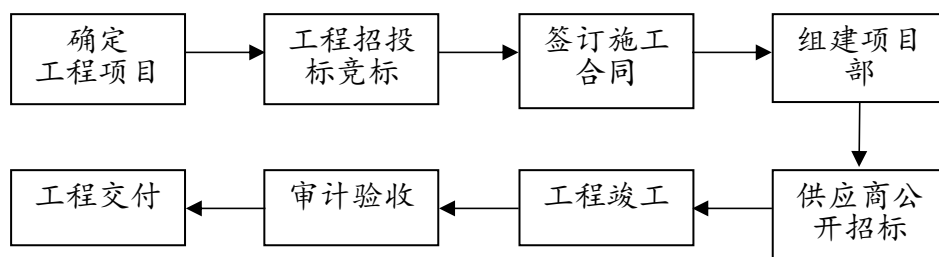 确定
工程项目
工程招投
标竞标
签订施工
合同
组建项目
部
供应商公
开招标
工程竣工
审计验收
工程交付